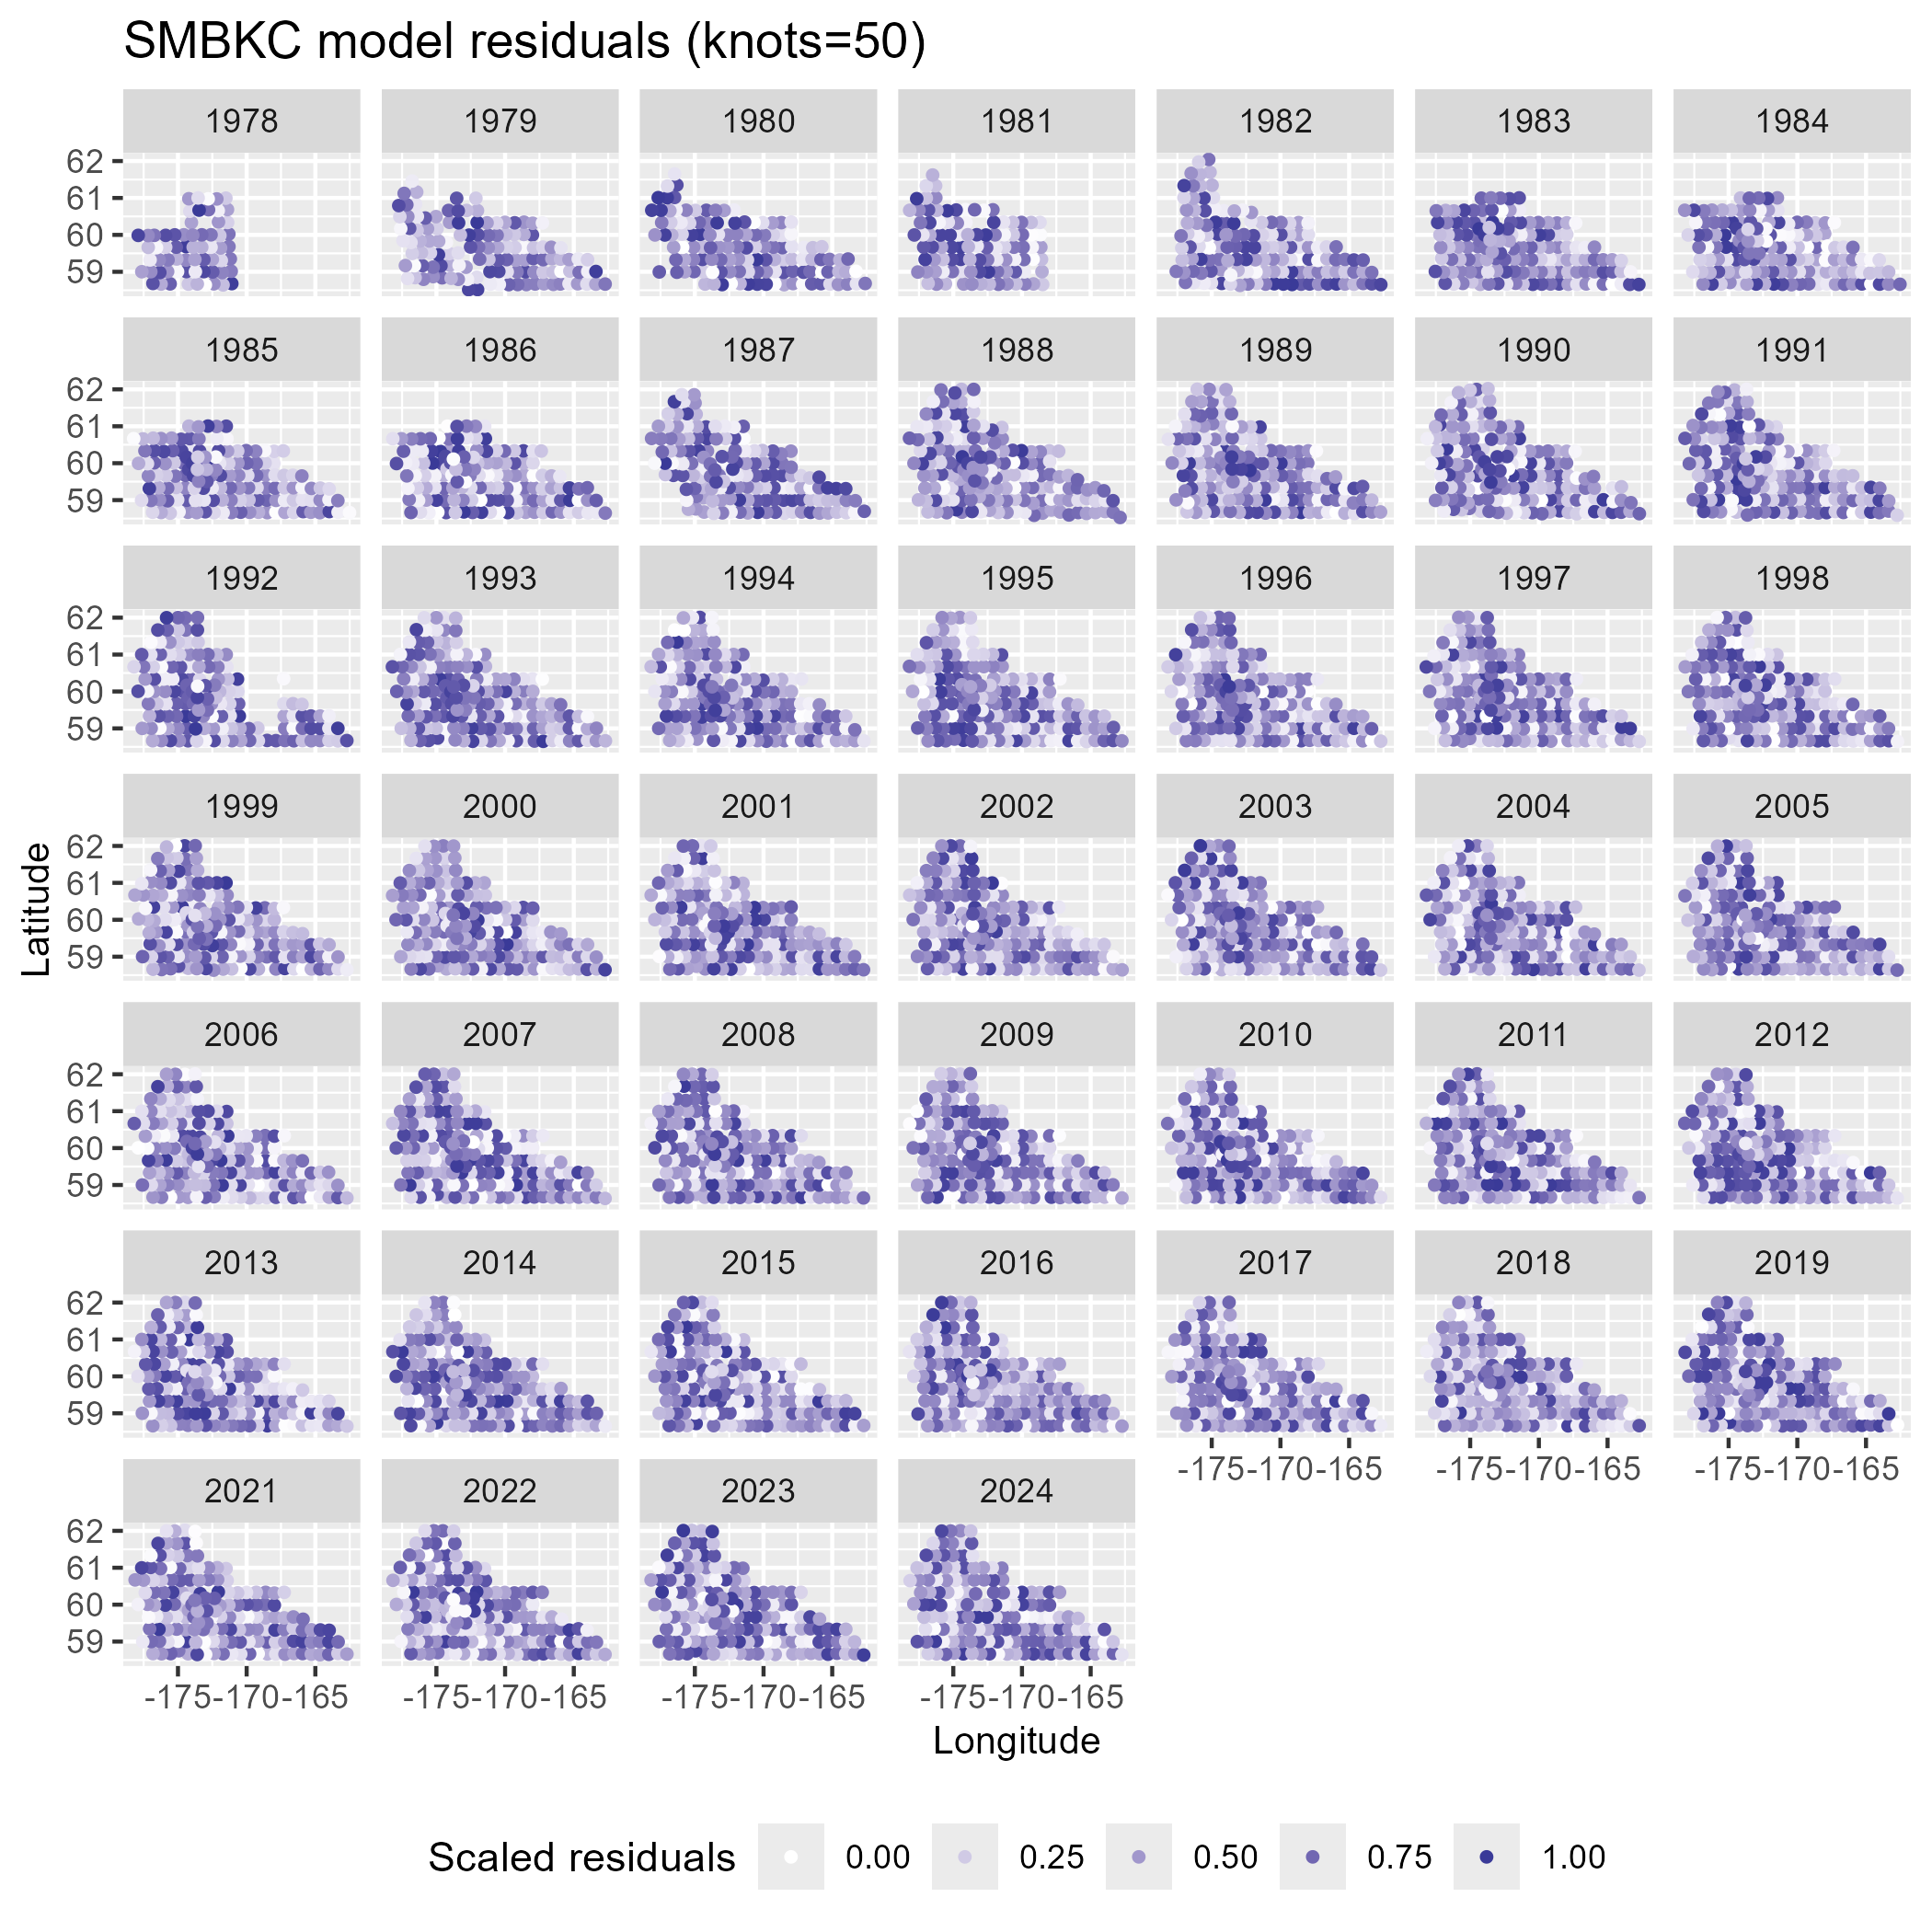 SMBKC model residuals (knots=50)
1978 1979 1980 1981 1982 1983 1984
62
61
60
59
1985 1986 1987 1988 1989 1990 1991
62
61
60
59
1992 1993 1994 1995 1996 1997 1998
62
61
60
59
1999 2000 2001 2002 2003 2004 2005
62
61
60
59
Latitude
2006 2007 2008 2009 2010 2011 2012
62
61
60
59
2013 2014 2015 2016 2017 2018 2019
62
61
60
59
-175 -170 -165 -175 -170 -165 -175 -170 -165
2021 2022 2023 2024
62
61
60
59
-175 -170 -165 -175 -170 -165 -175 -170 -165 -175 -170 -165
Longitude
Scaled residuals 0.00 0.25 0.50 0.75 1.00